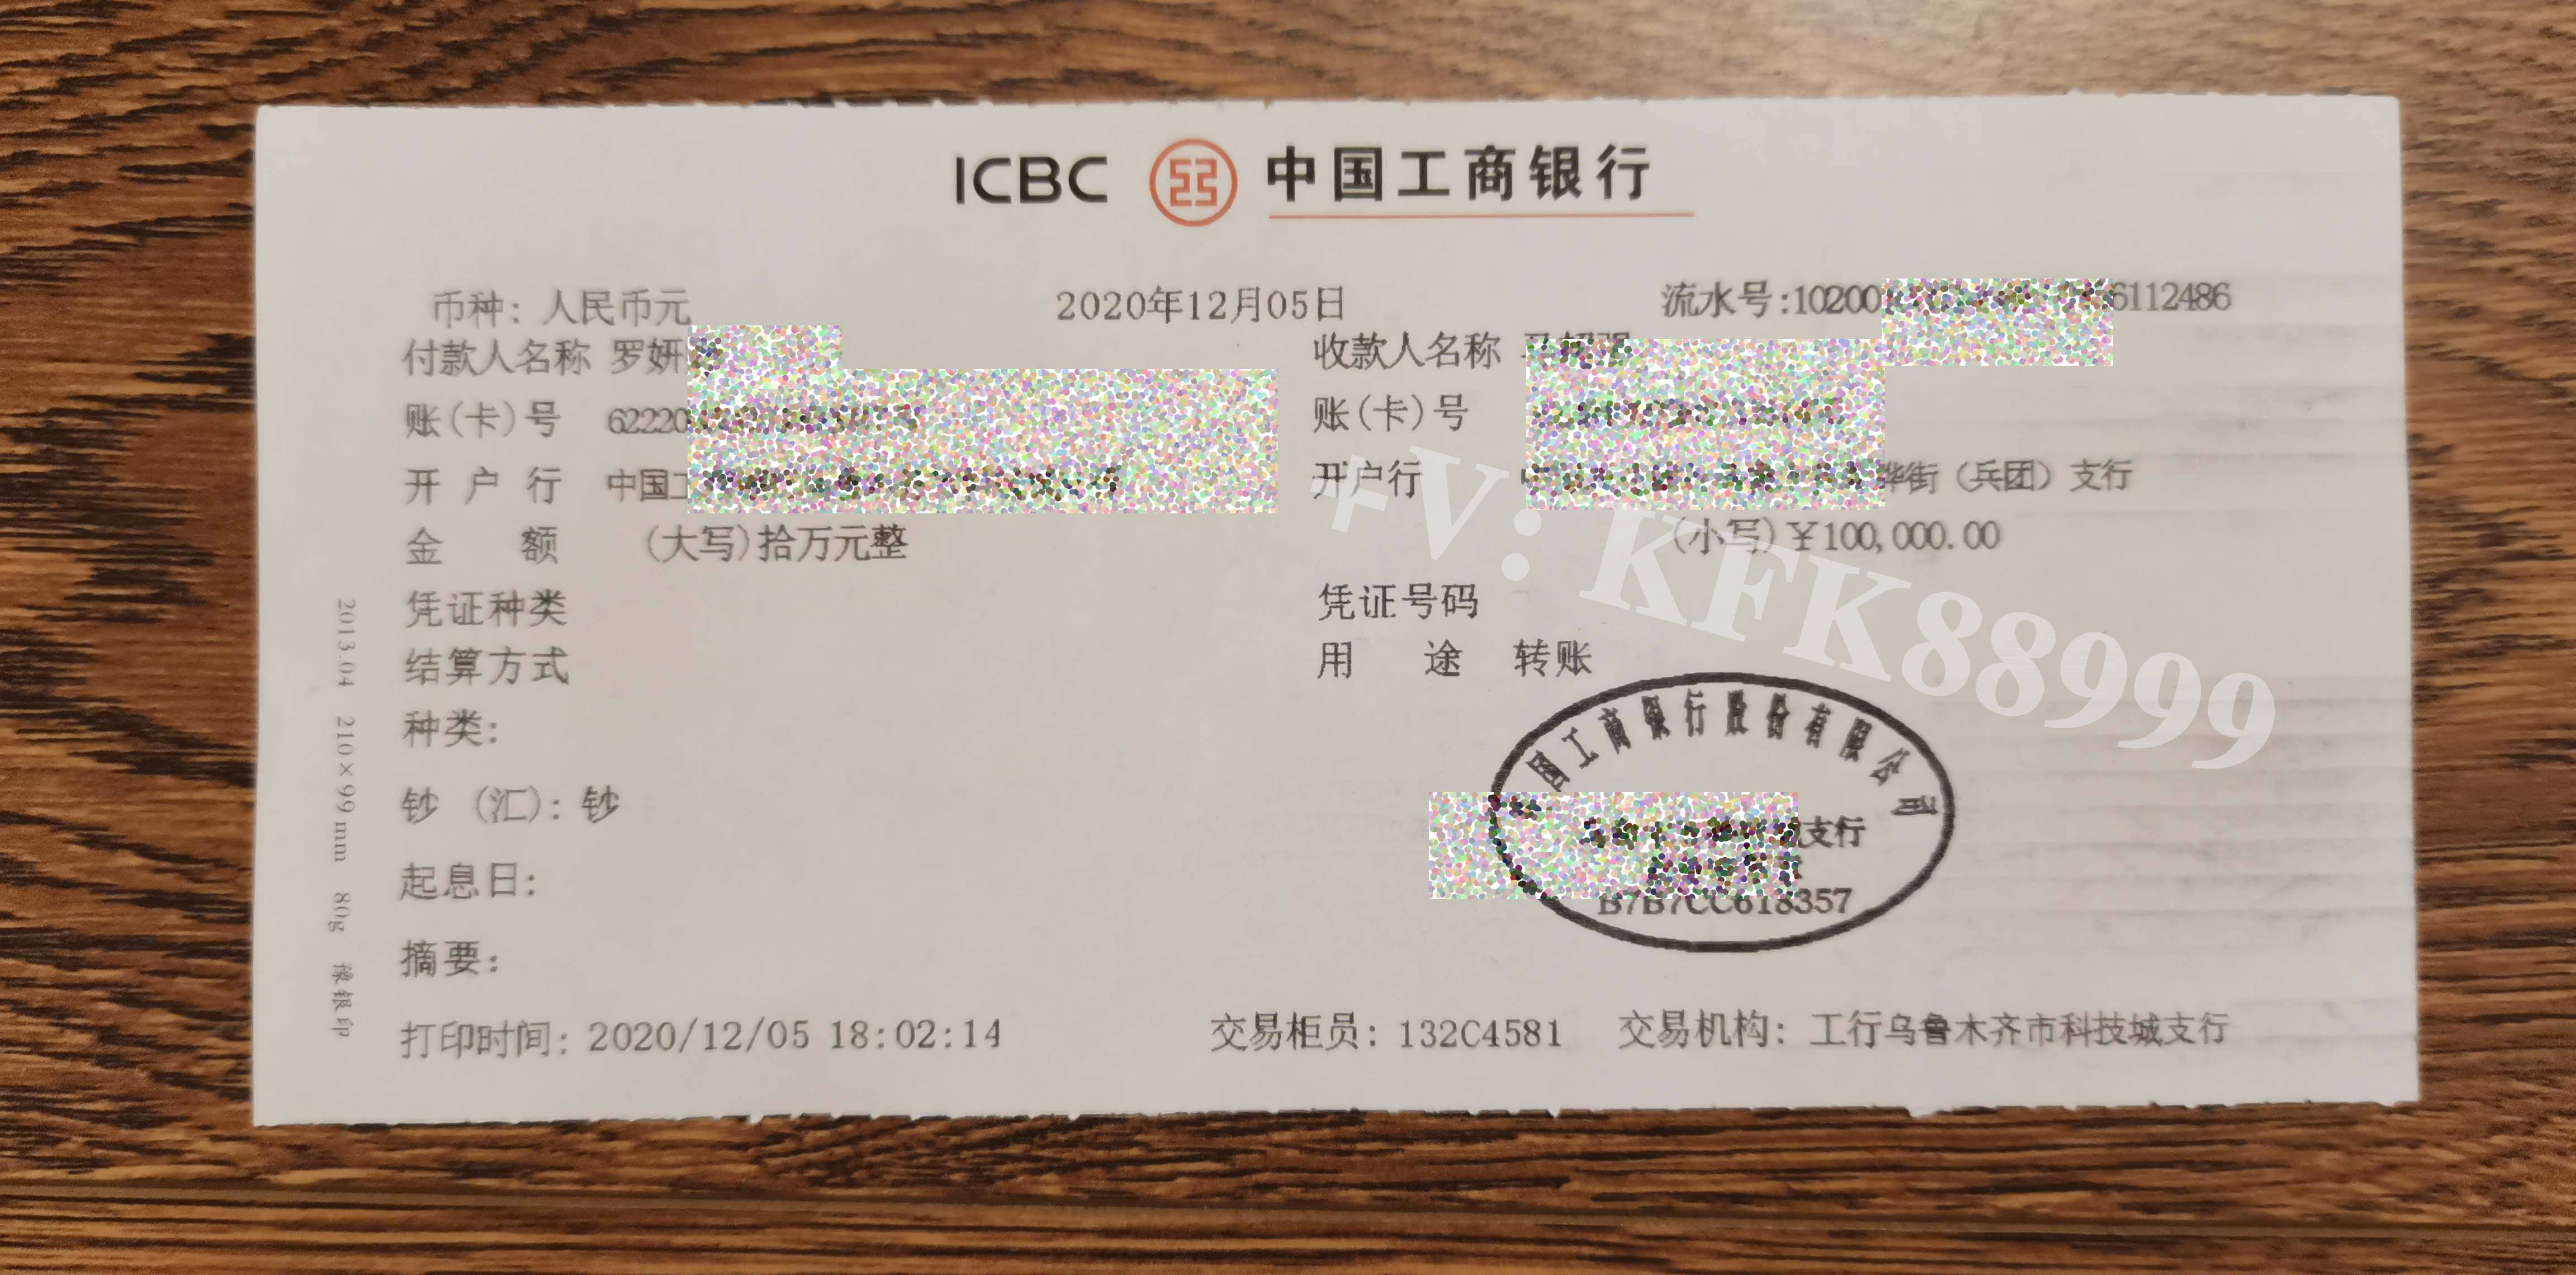 ICBC 中国工商银行
币种：人民币元 2020年12月05日 流水号:10200 6112486
付款人名称 罗妍 收款人名称
账(卡)号 62220 账(卡)号
开户行 中国工 开户行 街（兵团）支行
金额 (大写)拾万元整 (小写)¥100,000.00
凭证种类 凭证号码
结算方式 用途 转账
种类：
钞（汇）：钞
起息日：
摘要：
国工商银行股份有限公司
支行
B7B7CC618357
打印时间：2020/12/05 18:02:14 交易柜员：132C4581 交易机构：工行乌鲁木齐市科技城支行
2013.04 210×99mm 80g 豫银印
+V: KFK88999